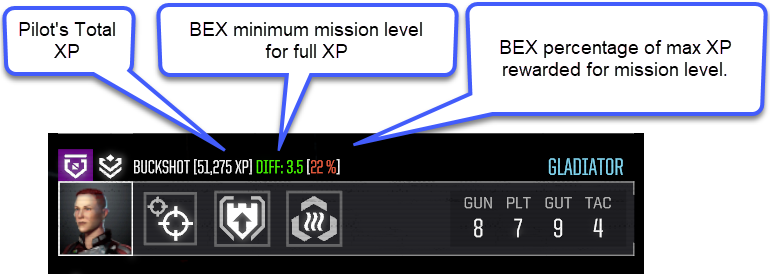 Pilot's Total
XP
BEX minimum mission level
for full XP
BEX percentage of max XP
rewarded for mission level.
BUCKSHOT [51,275 XP] DIFF: 3.5 [22 %]
GLADIATOR
GUN PLT GUT TAC
8 7 9 4